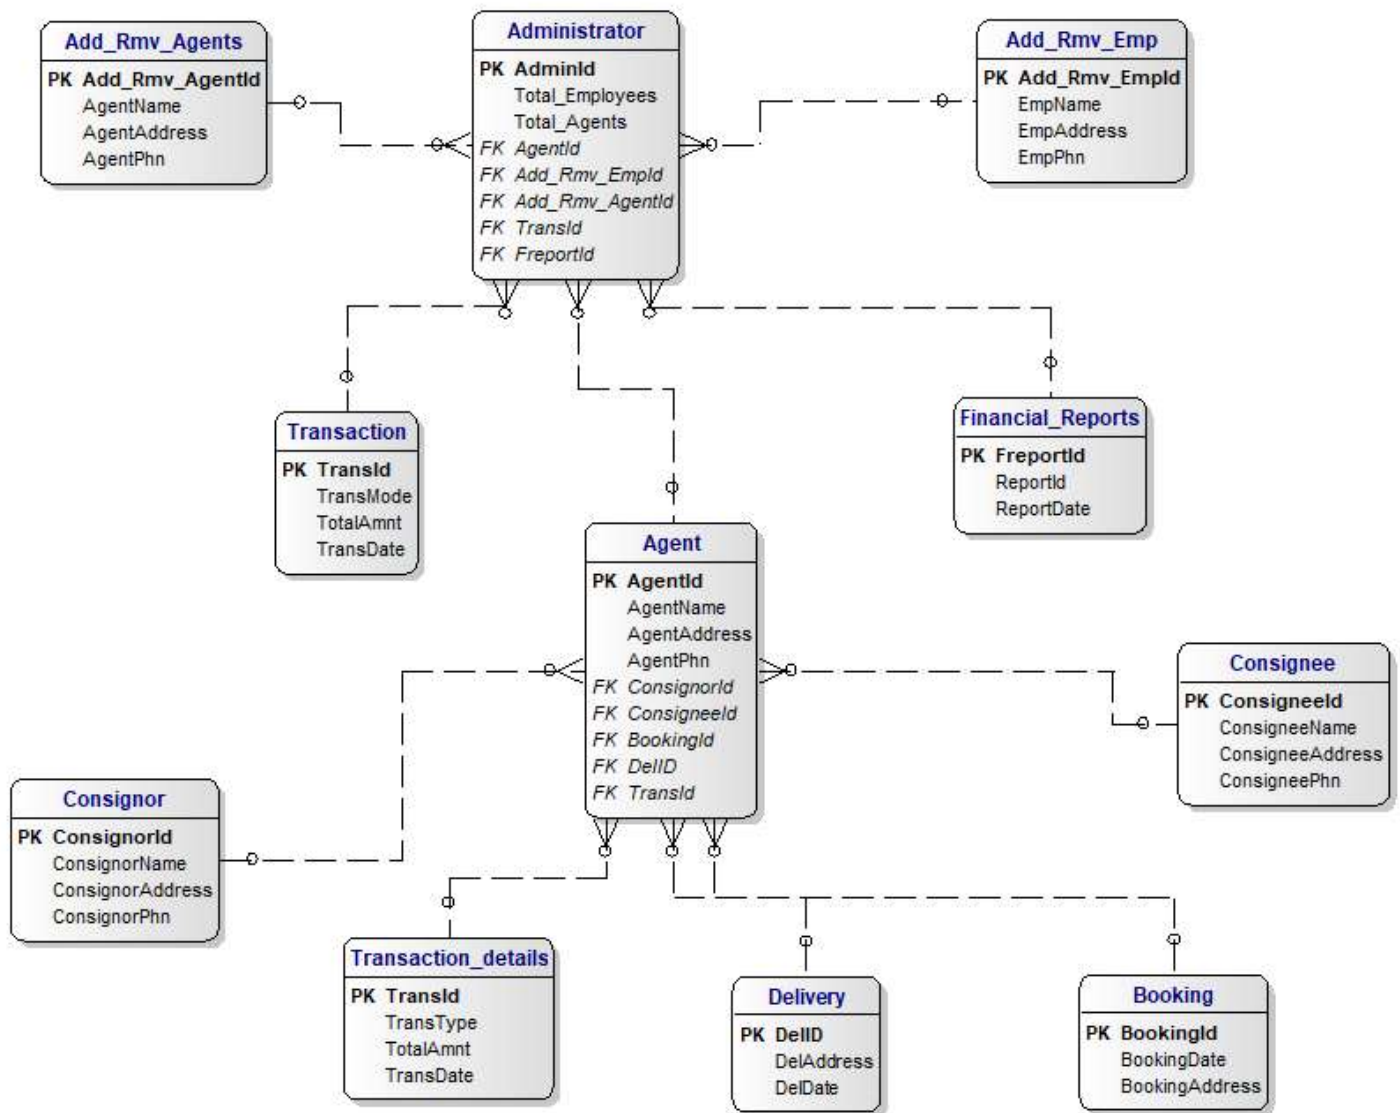 Add_Rmv_Agents
PK Add_Rmv_AgentId
AgentName
AgentAddress
AgentPhn
Administrator
PK AdminId
Total_Employees
Total_Agents
FK AgentId
FK Add_Rmv_EmpId
FK Add_Rmv_AgentId
FK TransId
FK FreportId
Add_Rmv_Emp
PK Add_Rmv_EmpId
EmpName
EmpAddress
EmpPhn
Transaction
PK TransId
TransMode
TotalAmnt
TransDate
Financial_Reports
PK FreportId
ReportId
ReportDate
Agent
PK AgentId
AgentName
AgentAddress
AgentPhn
FK ConsignorId
FK ConsigneeId
FK BookingId
FK DelID
FK TransId
Consignee
PK ConsigneeId
ConsigneeName
ConsigneeAddress
ConsigneePhn
Consignor
PK ConsignorId
ConsignorName
ConsignorAddress
ConsignorPhn
Transaction_details
PK TransId
TransType
TotalAmnt
TransDate
Delivery
PK DelID
DelAddress
DelDate
Booking
PK BookingId
BookingDate
BookingAddress